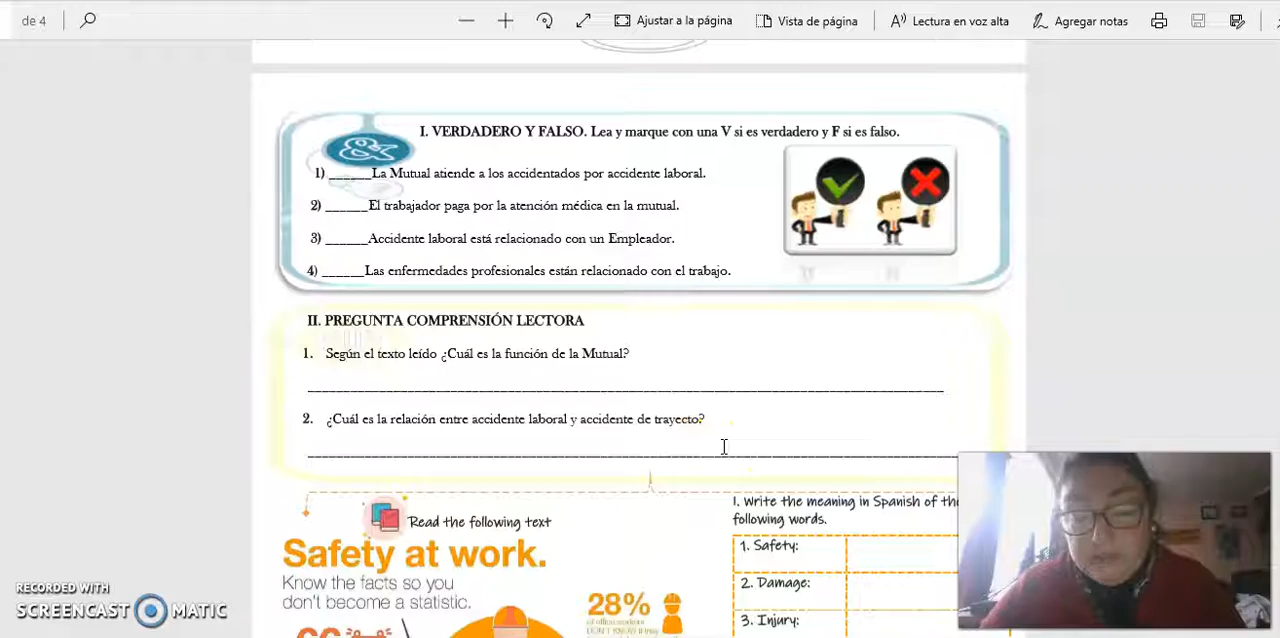 de 4
Ajustar a la página
Vista de página
Lectura en voz alta
Agregar notas
I. VERDADERO Y FALSO. Lea y marque con una V si es verdadero y F si es falso.
1) ______La Mutual atiende a los accidentados por accidente laboral.
2) ______El trabajador paga por la atención médica en la mutual.
3) ______Accidente laboral está relacionado con un Empleador.
4) ______Las enfermedades profesionales están relacionado con el trabajo.
II. PREGUNTA COMPRENSIÓN LECTORA
1. Según el texto leído ¿Cuál es la función de la Mutual?
2. ¿Cuál es la relación entre accidente laboral y accidente de trayecto?
Read the following text
Safety at work.
Know the facts so you
don't become a statistic.
28%
of office workers
I. Write the meaning in Spanish of the
following words.
1. Safety:
2. Damage:
3. Injury:
RECORDED WITH
SCREENCAST MATIC